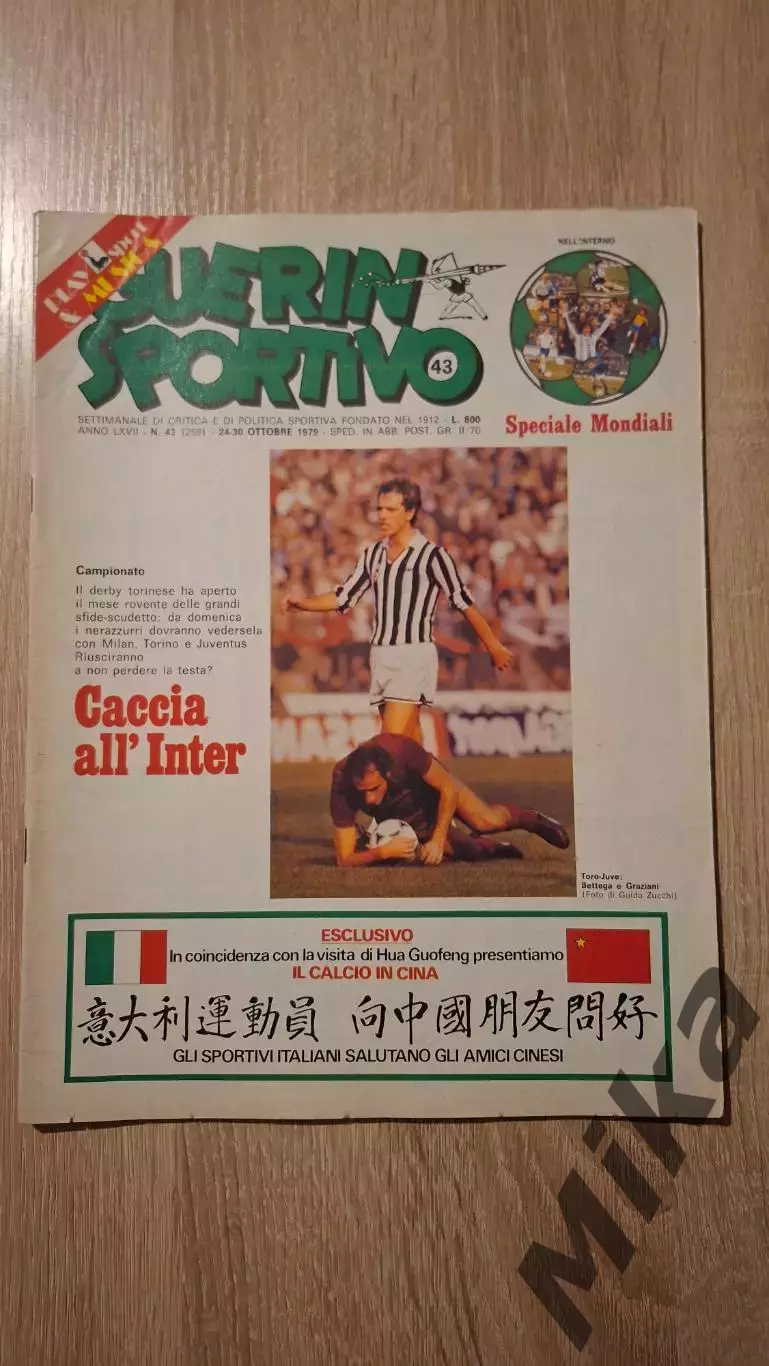 PLAY SPORT
& MUSICA
GUERIN
SPORTIVO
43
NELL'INTERNO
Speciale Mondiali
SETTIMANALE DI CRITICA E DI POLITICA SPORTIVA FONDATO NEL 1912 - L. 800
ANNO LXVII - N. 43 (259) - 24-30 OTTOBRE 1979 - SPED. IN ABB. POST. GR. II/70
Campionato
Il derby torinese ha aperto
il mese rovente delle grandi
sfide-scudetto: da domenica
i nerazzurri dovranno vedersela
con Milan, Torino e Juventus.
Riusciranno
a non perdere la testa?
Caccia
all'Inter
Toro-Juve:
Bettega e Graziani
(Foto di Guido Zucchi)
ESCLUSIVO
In coincidenza con la visita di Hua Guofeng presentiamo
IL CALCIO IN CINA
意大利運動員 向中國朋友問好
GLI SPORTIVI ITALIANI SALUTANO GLI AMICI CINESI
Mika